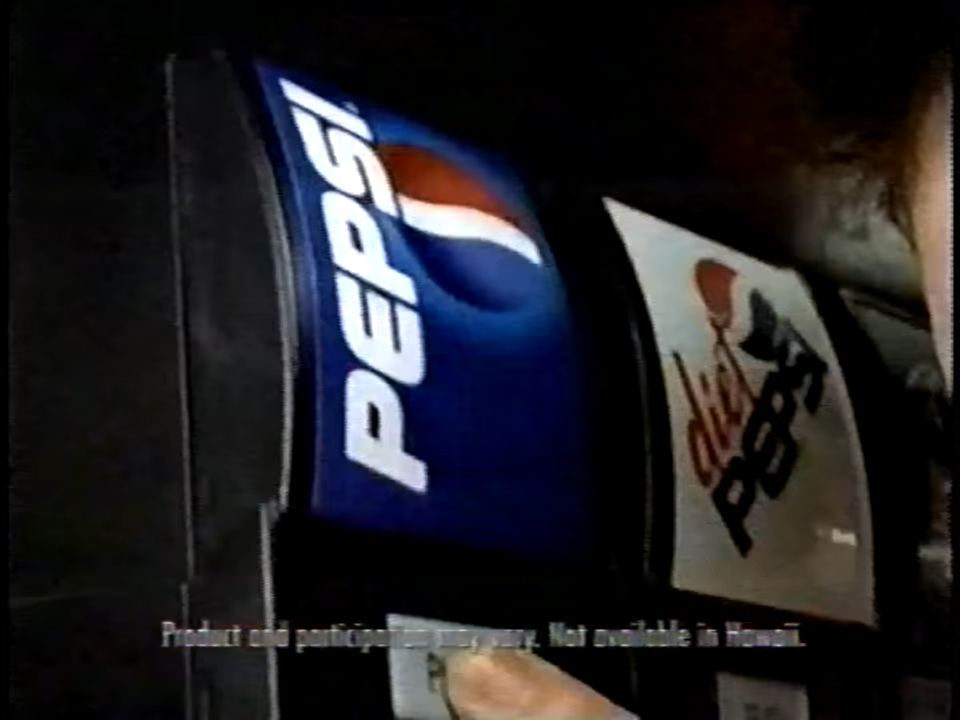 PEPSI
diet
PEPSI
Product and participation may vary. Not available in Hawaii.